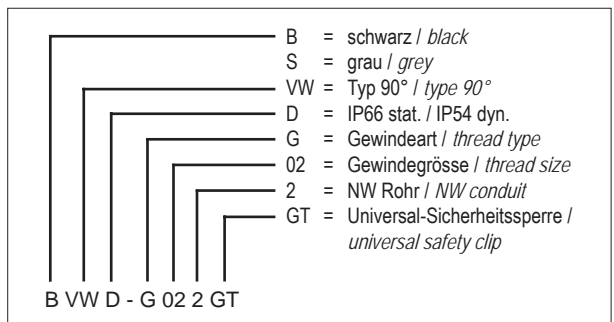 B = schwarz / black
S = grau / grey
VW = Typ 90° / type 90°
D = IP66 stat. / IP54 dyn.
G = Gewindeart / thread type
02 = Gewindegrösse / thread size
2 = NW Rohr / NW conduit
GT = Universal-Sicherheitssperre /
universal safety clip
B VW D - G 02 2 GT